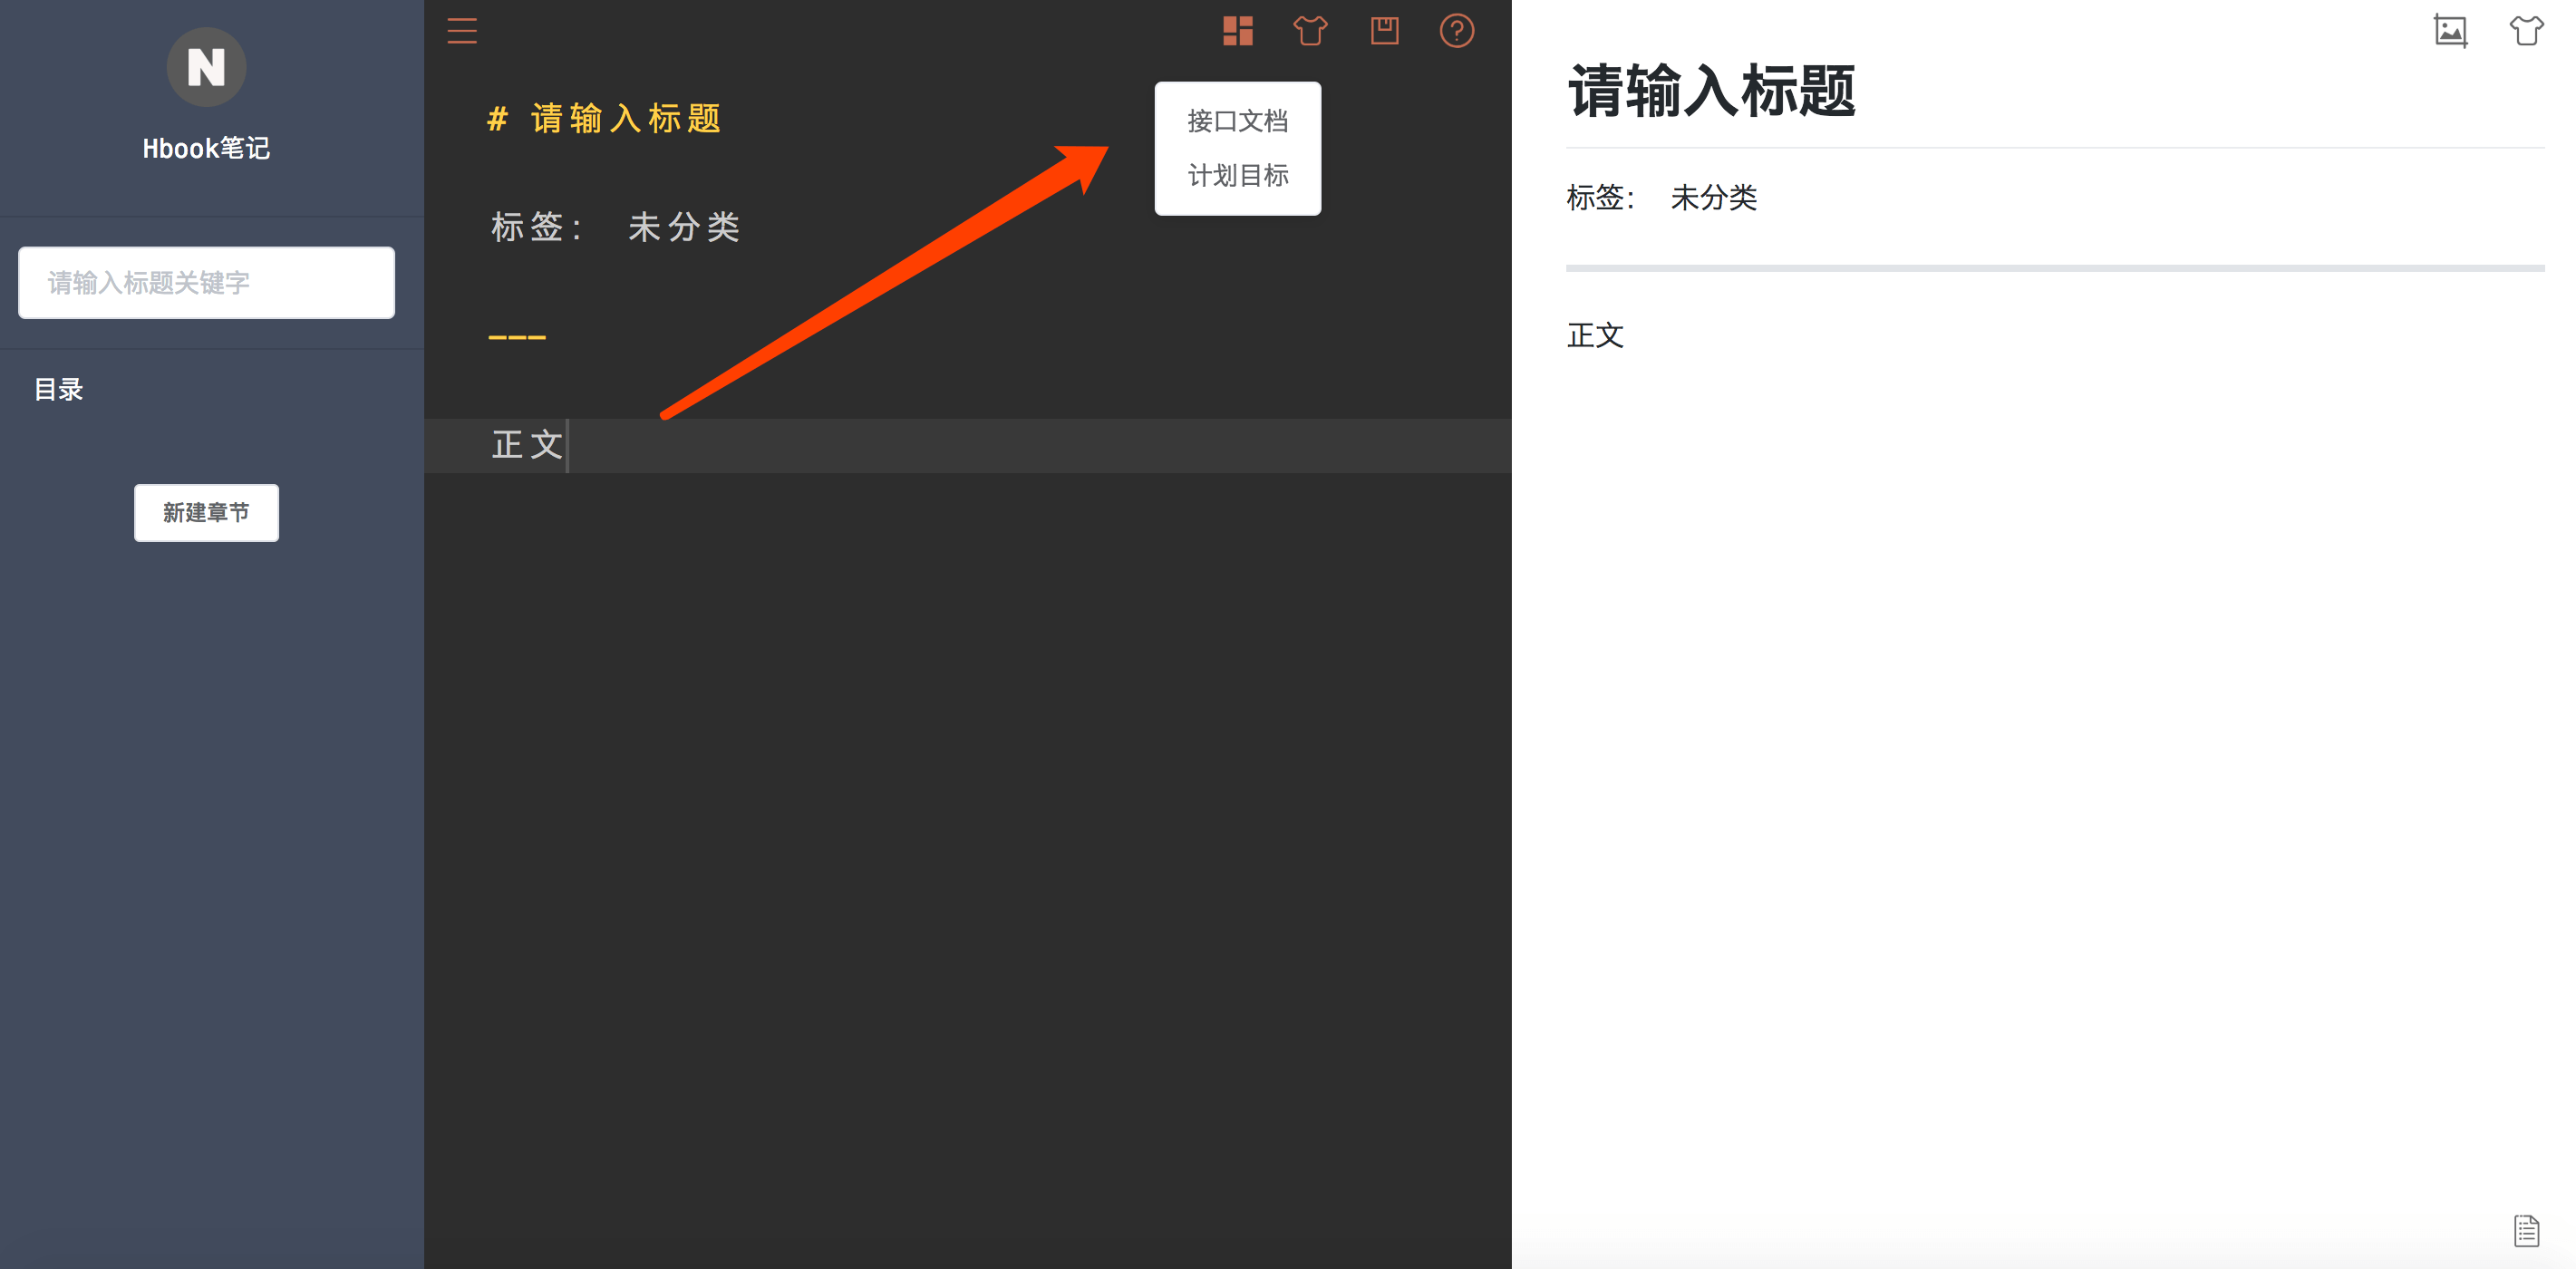 N
Hbook笔记
请输入标题关键字
目录
新建章节
# 请输入标题
标签: 未分类
---
正文
接口文档
计划目标
请输入标题
标签: 未分类
正文